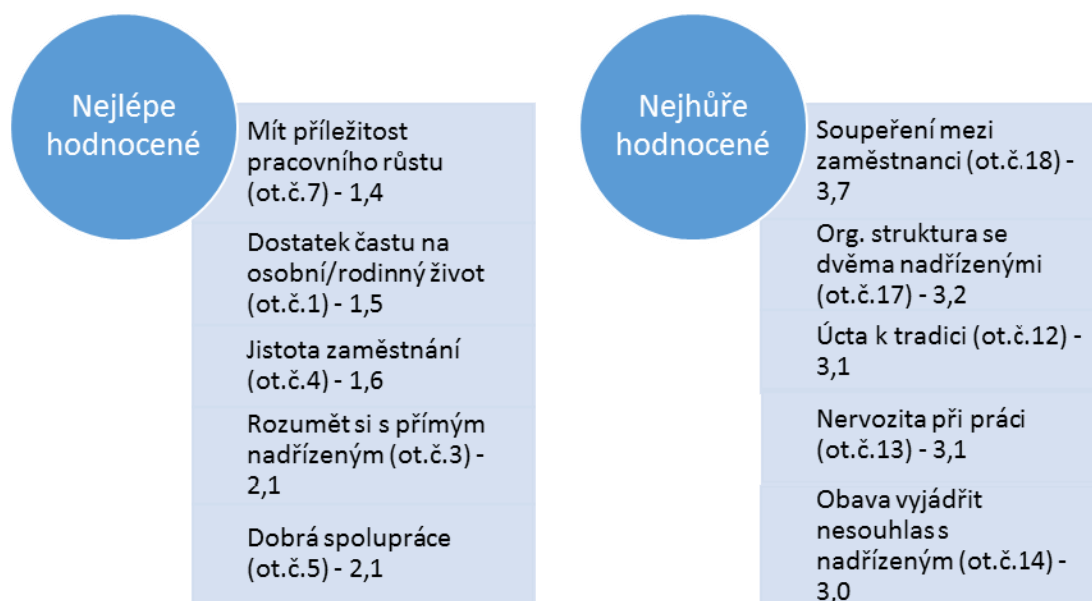 Nejlépe
hodnocené
Mít příležitost
pracovního růstu
(ot.č.7) - 1,4
Dostatek častu na
osobní/rodinný život
(ot.č.1) - 1,5
Jistota zaměstnání
(ot.č.4) - 1,6
Rozumět si s přímým
nadřízeným (ot.č.3) -
2,1
Dobrá spolupráce
(ot.č.5) - 2,1
Nejhůře
hodnocené
Soupeření mezi
zaměstnanci (ot.č.18) -
3,7
Org. struktura se
dvěma nadřízenými
(ot.č.17) - 3,2
Úcta k tradici (ot.č.12) -
3,1
Nervozita při práci
(ot.č.13) - 3,1
Obava vyjádřit
nesouhlas s
nadřízeným (ot.č.14) -
3,0